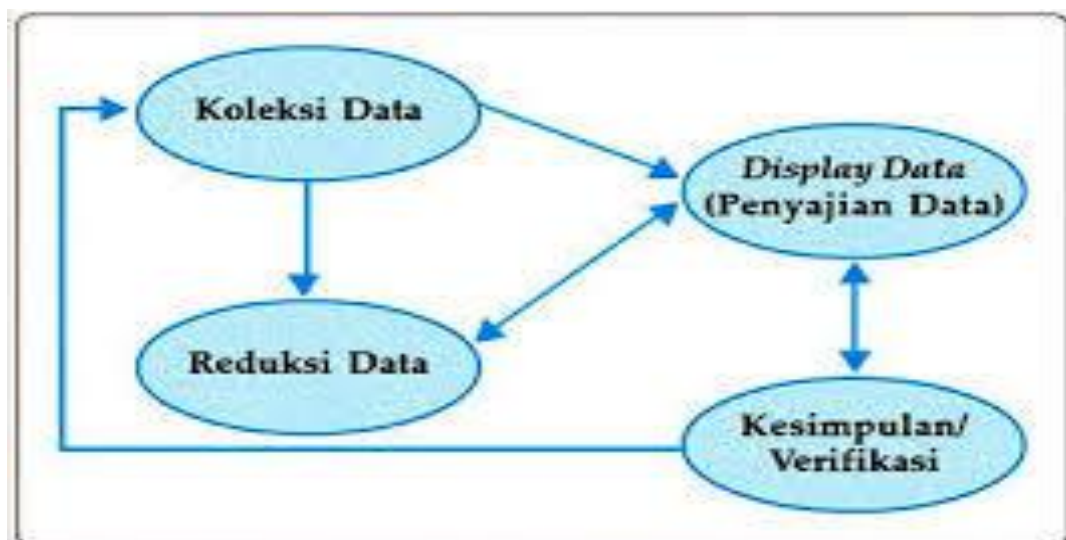 Koleksi Data
Display Data
(Penyajian Data)
Reduksi Data
Kesimpulan/
Verifikasi